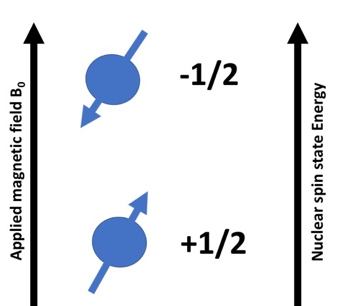 Applied magnetic field B₀
-1/2
+1/2
Nuclear spin state Energy